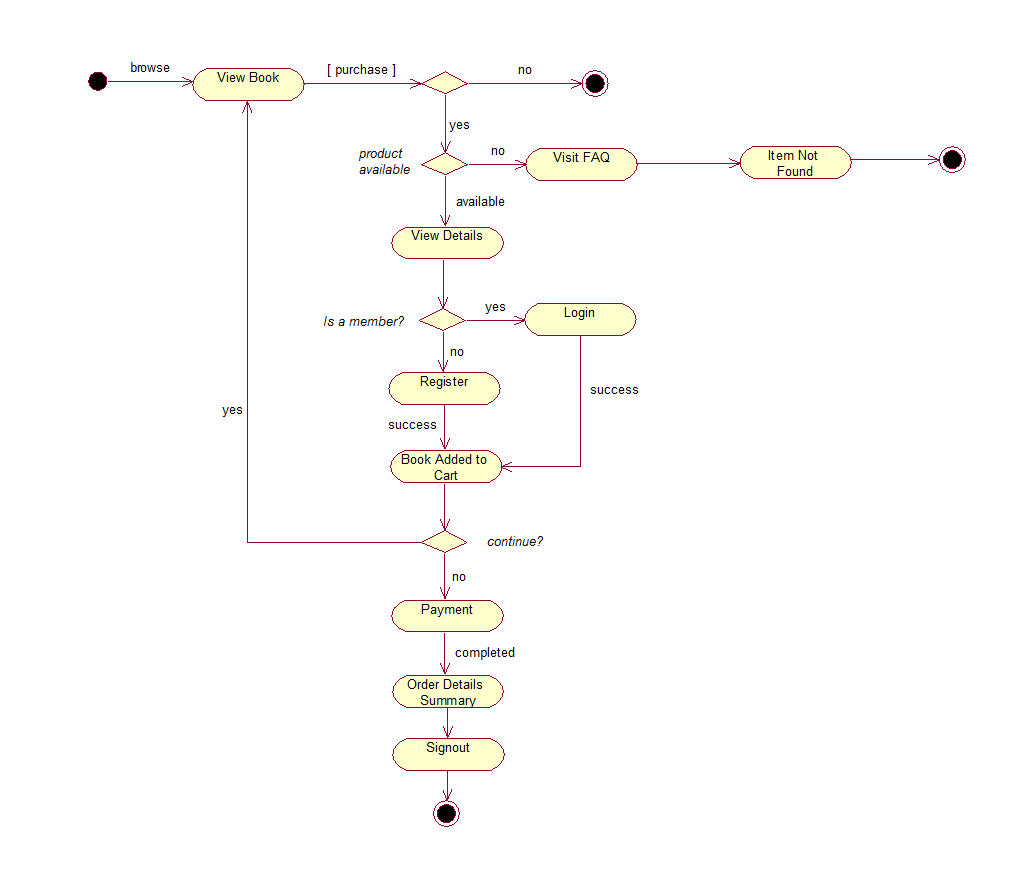 browse
View Book
[ purchase ]
no
yes
product
available
no
Visit FAQ
Item Not
Found
available
View Details
Is a member?
yes
Login
no
Register
success
success
yes
Book Added to
Cart
continue?
no
Payment
completed
Order Details
Summary
Signout